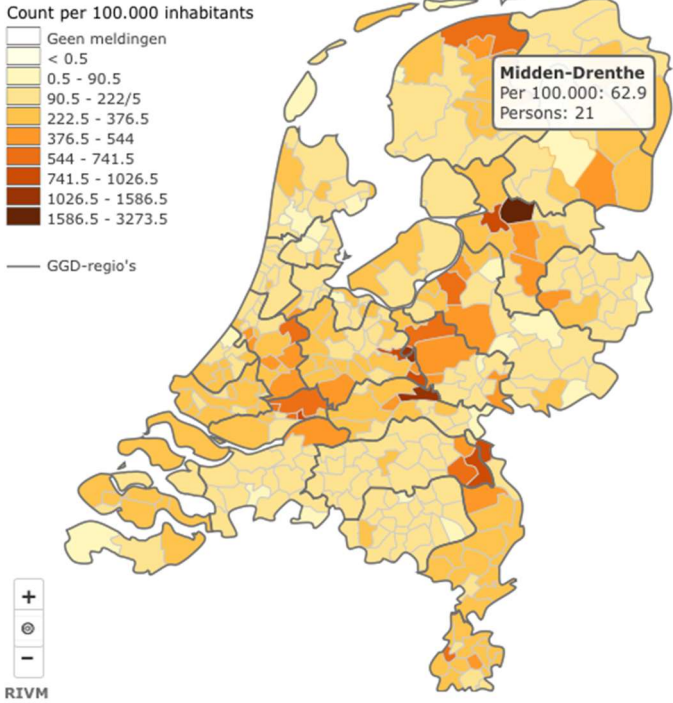 Count per 100.000 inhabitants
Geen meldingen
< 0.5
0.5 - 90.5
90.5 - 222/5
222.5 - 376.5
376.5 - 544
544 - 741.5
741.5 - 1026.5
1026.5 - 1586.5
1586.5 - 3273.5
GGD-regio's
Midden-Drenthe
Per 100.000: 62.9
Persons: 21
+
−
RIVM